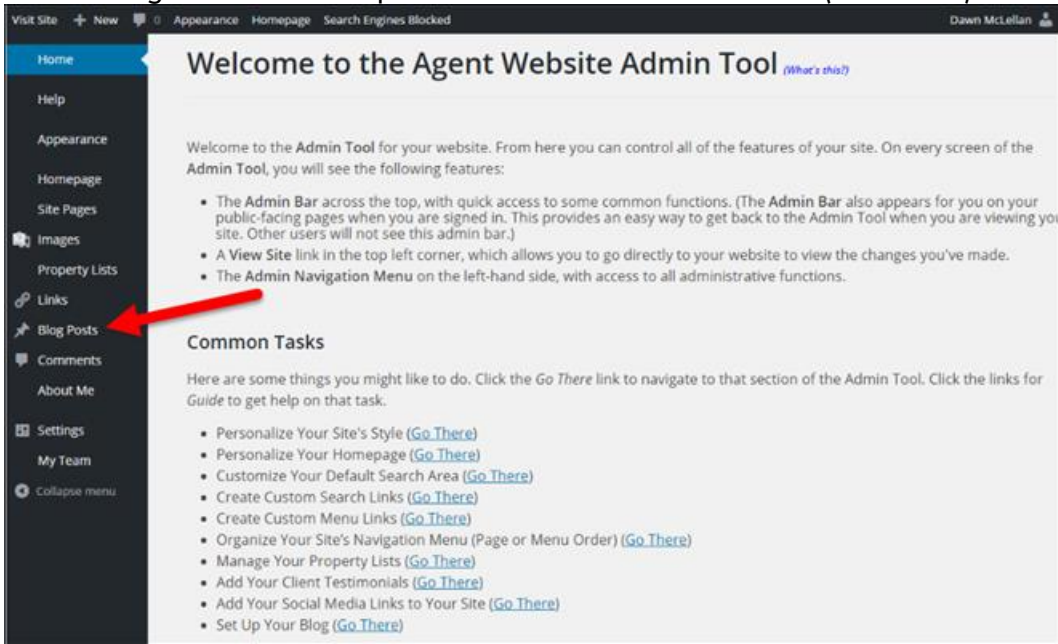 Visit Site + New 0 Appearance Homepage Search Engines Blocked Dawn McLellan
Home
Help
Appearance
Homepage
Site Pages
Images
Property Lists
Links
Blog Posts
Comments
About Me
Settings
My Team
Collapse menu
Welcome to the Agent Website Admin Tool (What's this?)
Welcome to the Admin Tool for your website. From here you can control all of the features of your site. On every screen of the
Admin Tool, you will see the following features:
• The Admin Bar across the top, with quick access to some common functions. (The Admin Bar also appears for you on your
public-facing pages when you are signed in. This provides an easy way to get back to the Admin Tool when you are viewing you
site. Other users will not see this admin bar.)
• A View Site link in the top left corner, which allows you to go directly to your website to view the changes you've made.
• The Admin Navigation Menu on the left-hand side, with access to all administrative functions.
Common Tasks
Here are some things you might like to do. Click the Go There link to navigate to that section of the Admin Tool. Click the links for
Guide to get help on that task.
• Personalize Your Site's Style (Go There)
• Personalize Your Homepage (Go There)
• Customize Your Default Search Area (Go There)
• Create Custom Search Links (Go There)
• Create Custom Menu Links (Go There)
• Organize Your Site's Navigation Menu (Page or Menu Order) (Go There)
• Manage Your Property Lists (Go There)
• Add Your Client Testimonials (Go There)
• Add Your Social Media Links to Your Site (Go There)
• Set Up Your Blog (Go There)